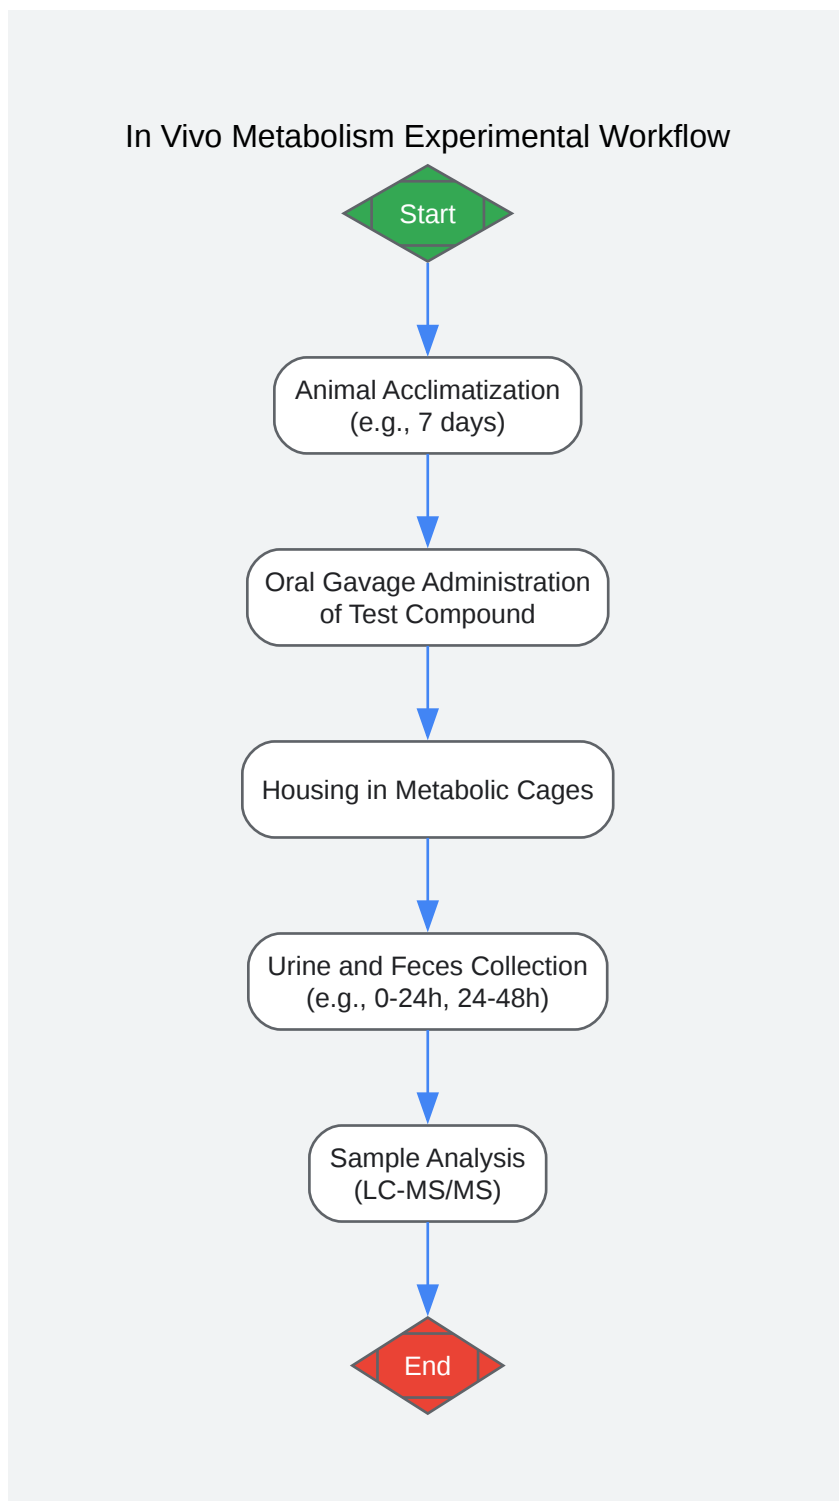 In Vivo Metabolism Experimental Workflow
Start
Animal Acclimatization
(e.g., 7 days)
Oral Gavage Administration
of Test Compound
Housing in Metabolic Cages
Urine and Feces Collection
(e.g., 0-24h, 24-48h)
Sample Analysis
(LC-MS/MS)
End